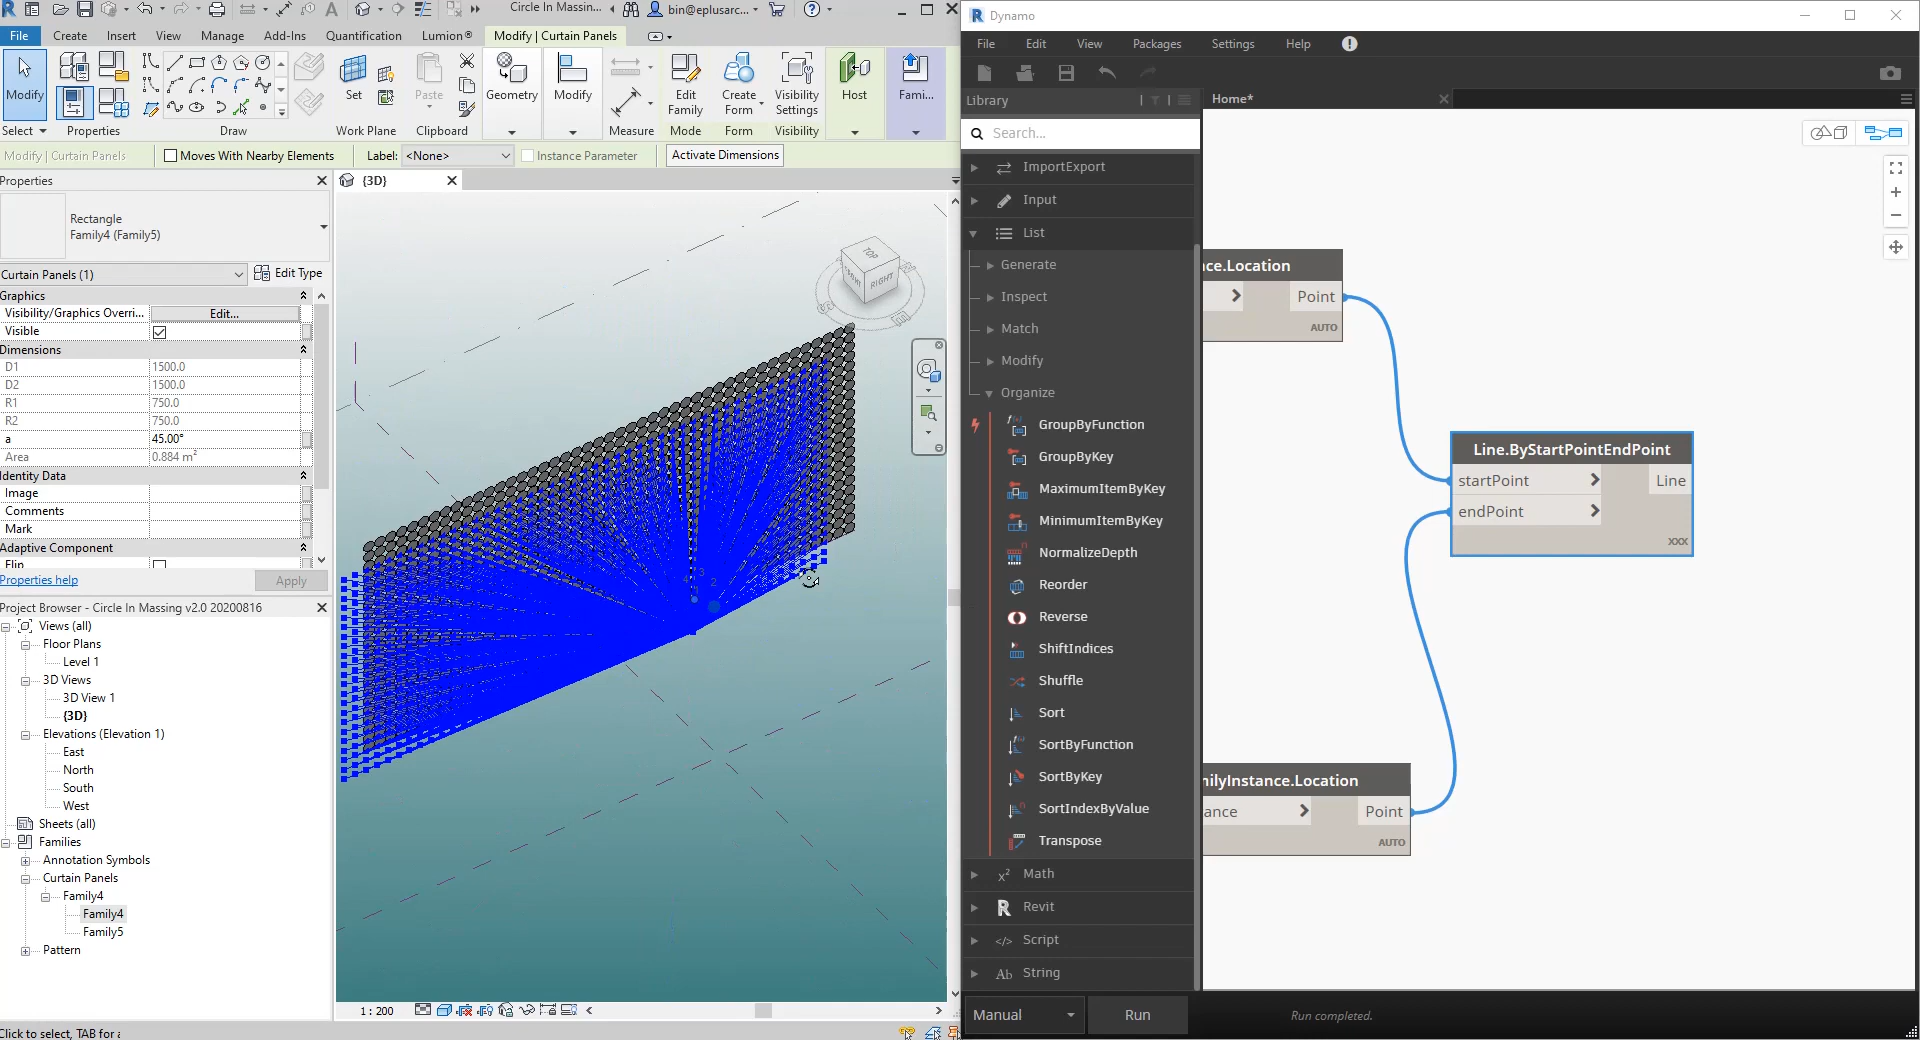 Circle In Massin...
bin@eplusarc...
File
Create
Insert
View
Manage
Add-Ins
Quantification
Lumion®
Modify | Curtain Panels
Modify
Set
Paste
Geometry
Modify
Edit
Family
Create
Form
Visibility
Settings
Host
Fami...
Select
Properties
Draw
Work Plane
Clipboard
Measure
Mode
Form
Visibility
Modify | Curtain Panels
Moves With Nearby Elements
Label:
<None>
Instance Parameter
Activate Dimensions
Properties
Rectangle
Family4 (Family5)
Curtain Panels (1)
Edit Type
Graphics
Visibility/Graphics Overri...
Edit...
Visible
Dimensions
D1
1500.0
D2
1500.0
R1
750.0
R2
750.0
a
45.00°
Area
0.884 m²
Identity Data
Image
Comments
Mark
Adaptive Component
Flip
Properties help
Apply
Project Browser - Circle In Massing v2.0 20200816
Views (all)
Floor Plans
Level 1
3D Views
3D View 1
{3D}
Elevations (Elevation 1)
East
North
South
West
Sheets (all)
Families
Annotation Symbols
Curtain Panels
Family4
Family4
Family5
Pattern
{3D}
TOP
RIGHT
4
3
2
1 : 200
Click to select, TAB for a
Dynamo
File
Edit
View
Packages
Settings
Help
Library
Home*
Search...
ImportExport
Input
List
Generate
Inspect
Match
Modify
Organize
GroupByFunction
GroupByKey
MaximumItemByKey
MinimumItemByKey
NormalizeDepth
Reorder
Reverse
ShiftIndices
Shuffle
Sort
SortByFunction
SortByKey
SortIndexByValue
Transpose
Math
Revit
Script
String
Manual
Run
Run completed.
nce.Location
Point
AUTO
Line.ByStartPointEndPoint
startPoint
Line
endPoint
XXX
nilyInstance.Location
ance
Point
AUTO